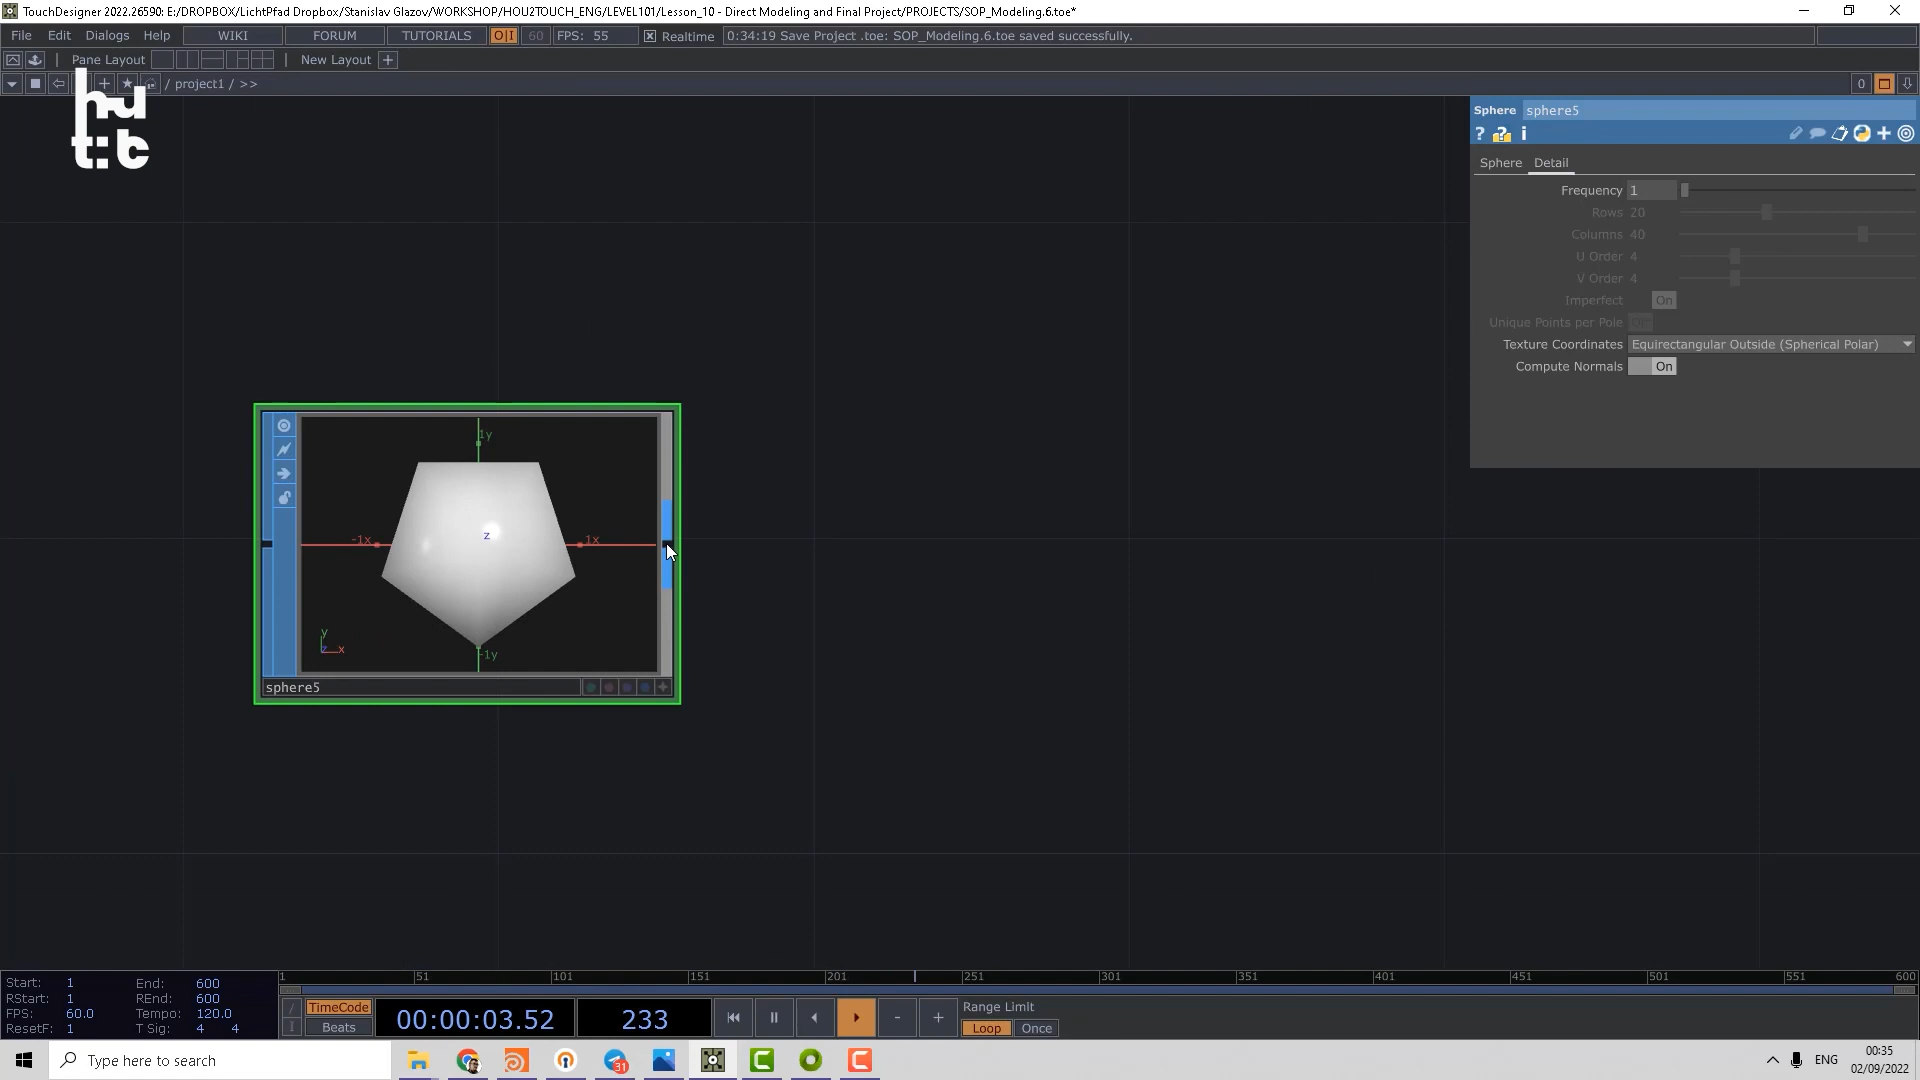 TouchDesigner 2022.26590: E:/DROPBOX/LichtPfad Dropbox/Stanislav Glazov/WORKSHOP/HOU2TOUCH_ENG/LEVEL101/Lesson_10 - Direct Modeling and Final Project/PROJECTS/SOP_Modeling.6.toe*
File Edit Dialogs Help WIKI FORUM TUTORIALS O|I 60 FPS: 55 Realtime 0:34:19 Save Project .toe: SOP_Modeling.6.toe saved successfully.
Pane Layout New Layout +
/ project1 / >> 0
hu
t:c
Sphere sphere5
? ? i
Sphere Detail
Frequency 1
Rows 20
Columns 40
U Order 4
V Order 4
Imperfect On
Unique Points per Pole
Texture Coordinates Equirectangular Outside (Spherical Polar)
Compute Normals On
1y
-1x z 1x
y
x
-1y
sphere5
1 51 101 151 201 251 301 351 401 451 501 551 600
Start: 1 End: 600
RStart: 1 REnd: 600
FPS: 60.0 Tempo: 120.0
ResetF: 1 T Sig: 4 4
TimeCode
Beats
00:00:03.52 233
- +
Range Limit
Loop Once
Type here to search
31
ENG
00:35
02/09/2022